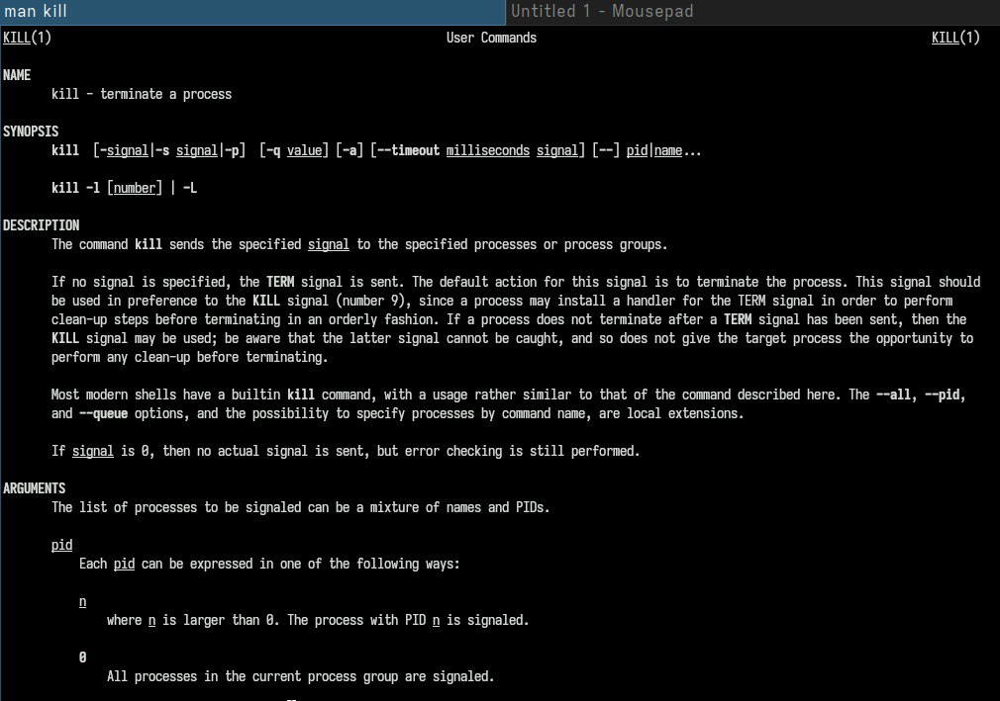 man kill
Untitled 1 - Mousepad
KILL(1) User Commands KILL(1)
NAME
kill - terminate a process
SYNOPSIS
kill [-signal|-s signal|-p] [-q value] [-a] [--timeout milliseconds signal] [--] pid|name...
kill -l [number] | -L
DESCRIPTION
The command kill sends the specified signal to the specified processes or process groups.
If no signal is specified, the TERM signal is sent. The default action for this signal is to terminate the process. This signal should
be used in preference to the KILL signal (number 9), since a process may install a handler for the TERM signal in order to perform
clean-up steps before terminating in an orderly fashion. If a process does not terminate after a TERM signal has been sent, then the
KILL signal may be used; be aware that the latter signal cannot be caught, and so does not give the target process the opportunity to
perform any clean-up before terminating.
Most modern shells have a builtin kill command, with a usage rather similar to that of the command described here. The --all, --pid,
and --queue options, and the possibility to specify processes by command name, are local extensions.
If signal is 0, then no actual signal is sent, but error checking is still performed.
ARGUMENTS
The list of processes to be signaled can be a mixture of names and PIDs.
pid
Each pid can be expressed in one of the following ways:
n
where n is larger than 0. The process with PID n is signaled.
0
All processes in the current process group are signaled.